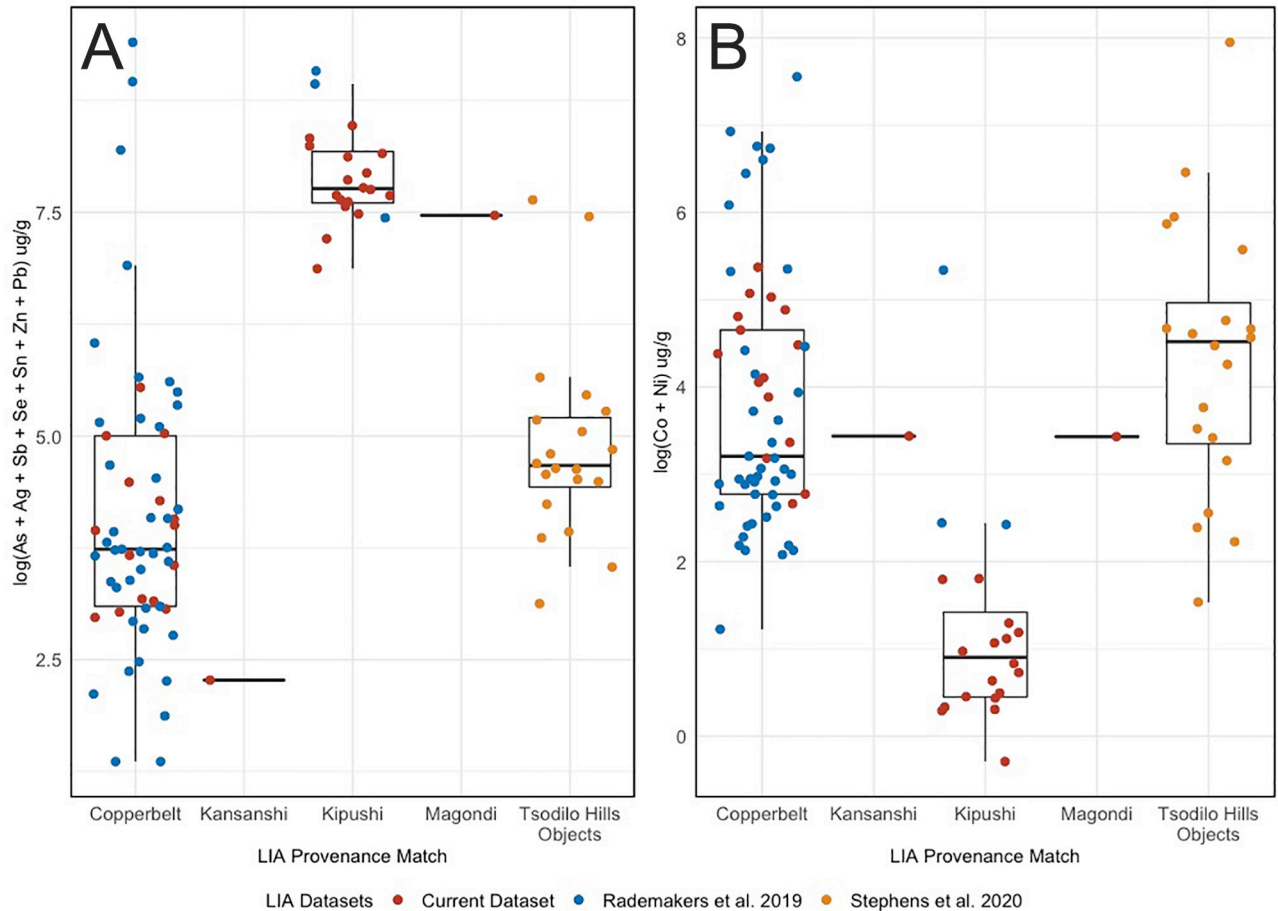 A
log(As + Ag + Sb + Se + Sn + Zn + Pb) ug/g
7.5
5.0
2.5
Copperbelt Kansanshi Kipushi Magondi Tsodilo Hills
Objects
LIA Provenance Match
B
log(Co + Ni) ug/g
8
6
4
2
0
Copperbelt Kansanshi Kipushi Magondi Tsodilo Hills
Objects
LIA Provenance Match
LIA Datasets Current Dataset Rademakers et al. 2019 Stephens et al. 2020